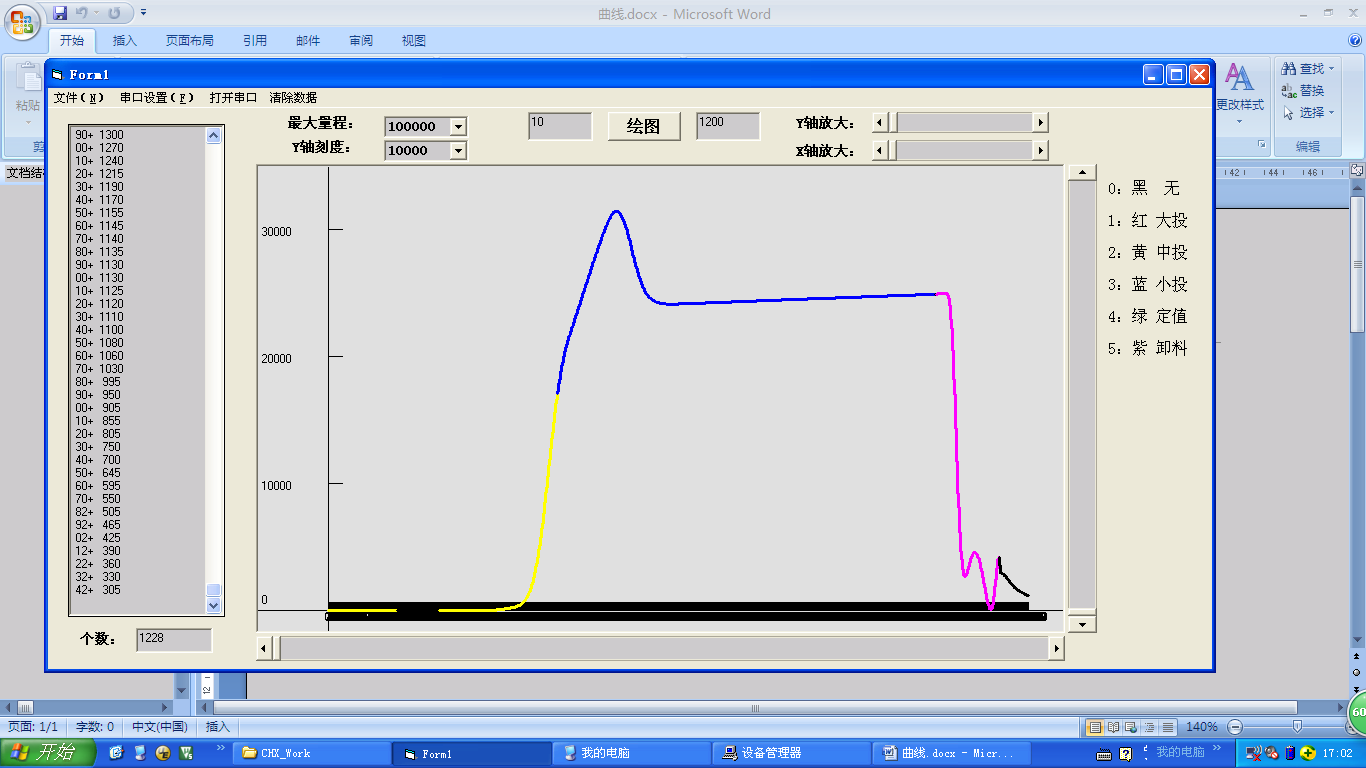 曲线.docx - Microsoft Word
开始 插入 页面布局 引用 邮件 审阅 视图
粘贴
更改样式
查找
替换
选择
编辑
文档结
Form1
文件(N) 串口设置(F) 打开串口 清除数据
最大量程: 100000
Y轴刻度: 10000
10
绘图
1200
Y轴放大:
X轴放大:
90+ 1300
00+ 1270
10+ 1240
20+ 1215
30+ 1190
40+ 1170
50+ 1155
60+ 1145
70+ 1140
80+ 1135
90+ 1130
00+ 1130
10+ 1125
20+ 1120
30+ 1110
40+ 1100
50+ 1080
60+ 1060
70+ 1030
80+ 995
90+ 950
00+ 905
10+ 855
20+ 805
30+ 750
40+ 700
50+ 645
60+ 595
70+ 550
82+ 505
92+ 465
02+ 425
12+ 390
22+ 360
32+ 330
42+ 305
个数: 1228
30000
20000
10000
0
0: 黑 无
1: 红 大投
2: 黄 中投
3: 蓝 小投
4: 绿 定值
5: 紫 卸料
42 44 46
12
60
页面: 1/1 字数: 0 中文(中国) 插入 140%
开始 CHX_Work Form1 我的电脑 设备管理器 曲线.docx - Micr... 我的电脑 17:02